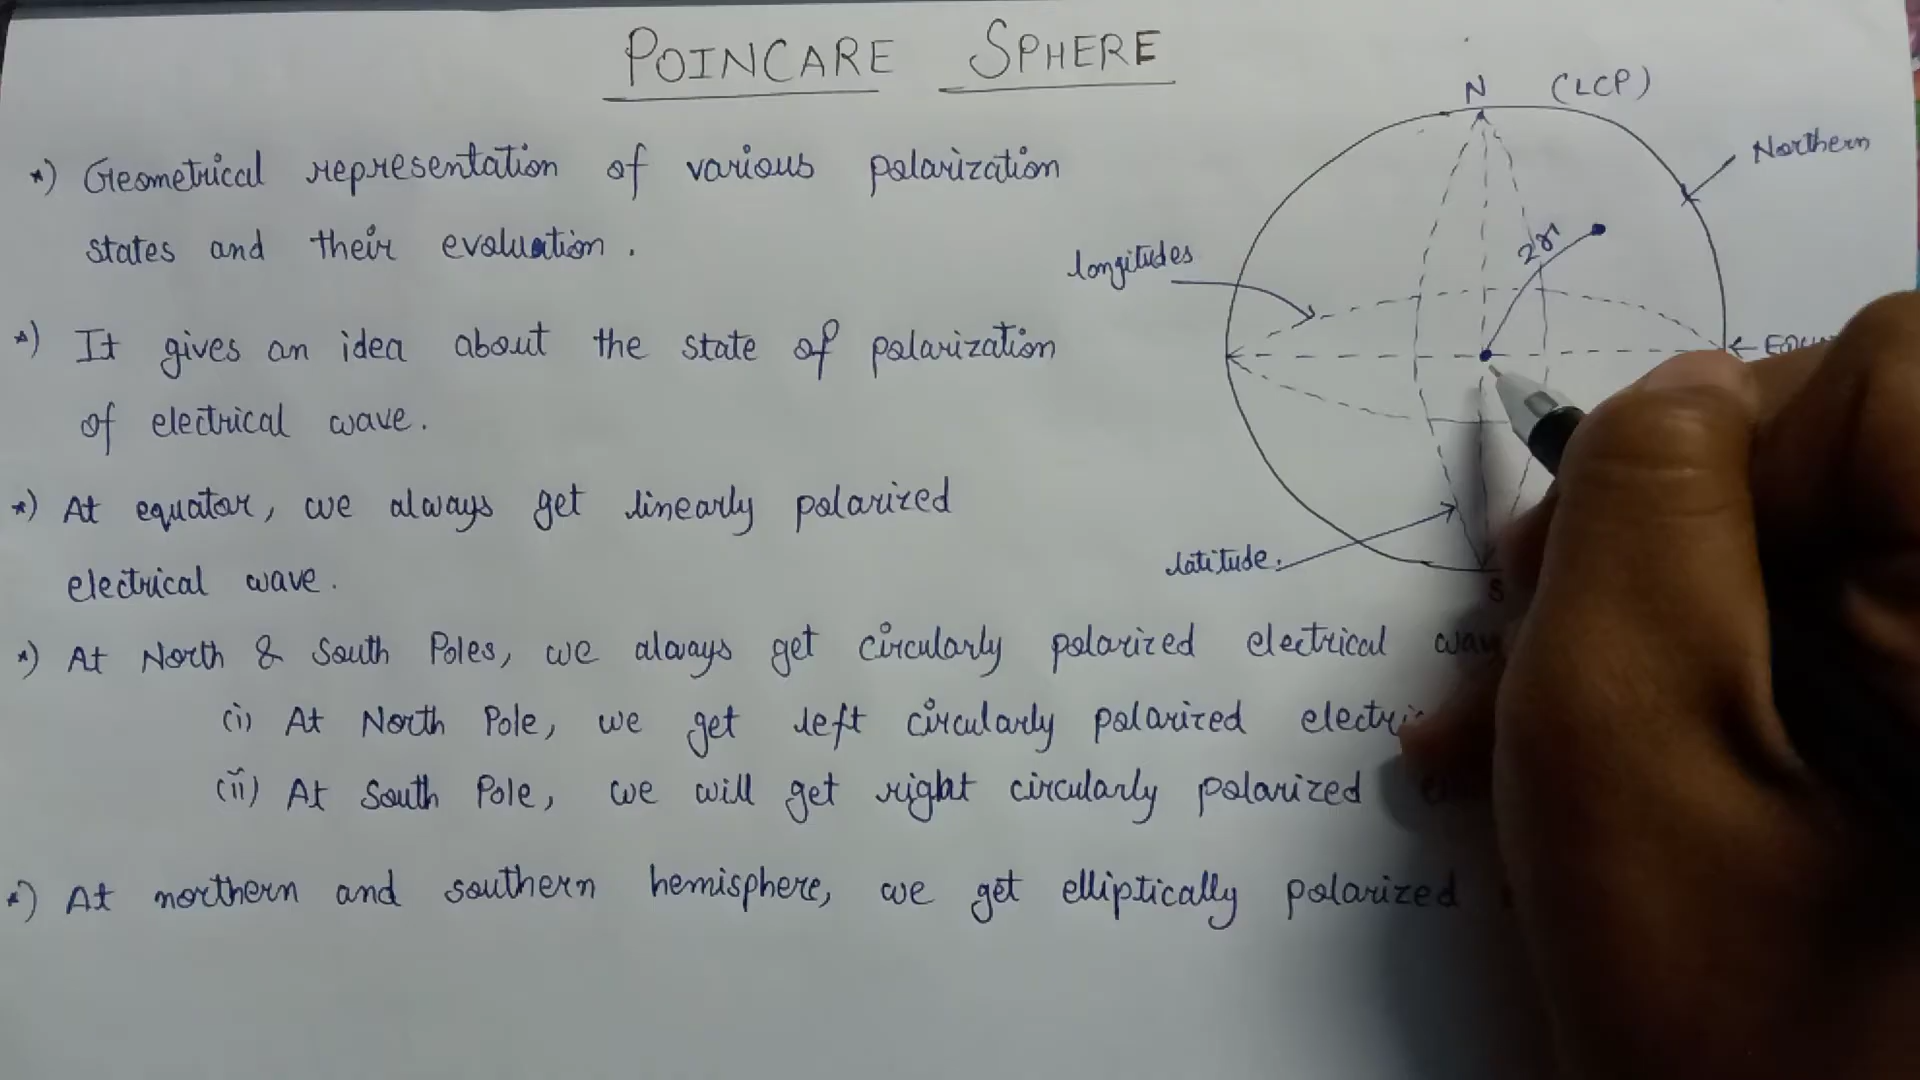 POINCARE SPHERE
*) Geometrical representation of various polarization
states and their evaluation.
*) It gives an idea about the state of polarization
of electrical wave.
*) At equator, we always get linearly polarized
electrical wave.
*) At North & South Poles, we always get circularly polarized electrical
(i) At North Pole, we get left circularly polarized
(ii) At South Pole, we will get right circularly polarized
*) At northern and southern hemisphere, we get elliptically polarized
N (LCP)
Northern
longitudes
latitude.
S